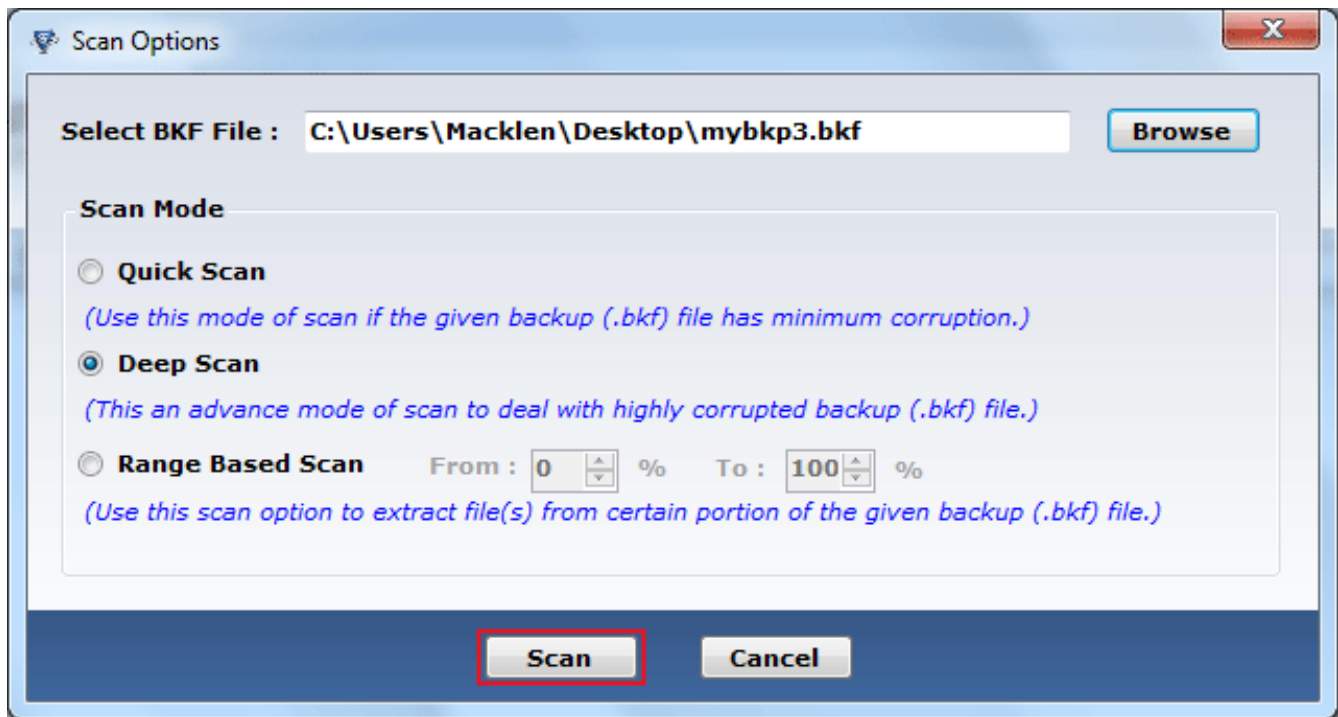 Scan Options
Select BKF File : C:\Users\Macklen\Desktop\mybkp3.bkf Browse
Scan Mode
Quick Scan
(Use this mode of scan if the given backup (.bkf) file has minimum corruption.)
Deep Scan
(This an advance mode of scan to deal with highly corrupted backup (.bkf) file.)
Range Based Scan From : 0 % To : 100 %
(Use this scan option to extract file(s) from certain portion of the given backup (.bkf) file.)
Scan Cancel